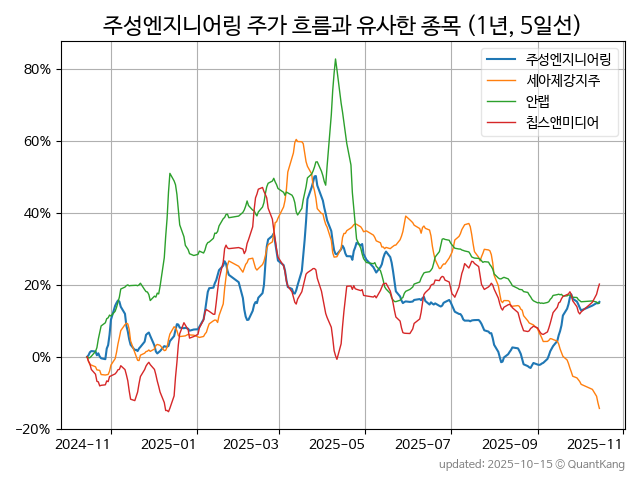 주성엔지니어링 주가 흐름과 유사한 종목 (1년, 5일선)
주성엔지니어링
세아제강지주
안랩
칩스앤미디어
80%
60%
40%
20%
0%
−20%
2024-11
2025-01
2025-03
2025-05
2025-07
2025-09
2025-11
updated: 2025-10-15 © QuantKang